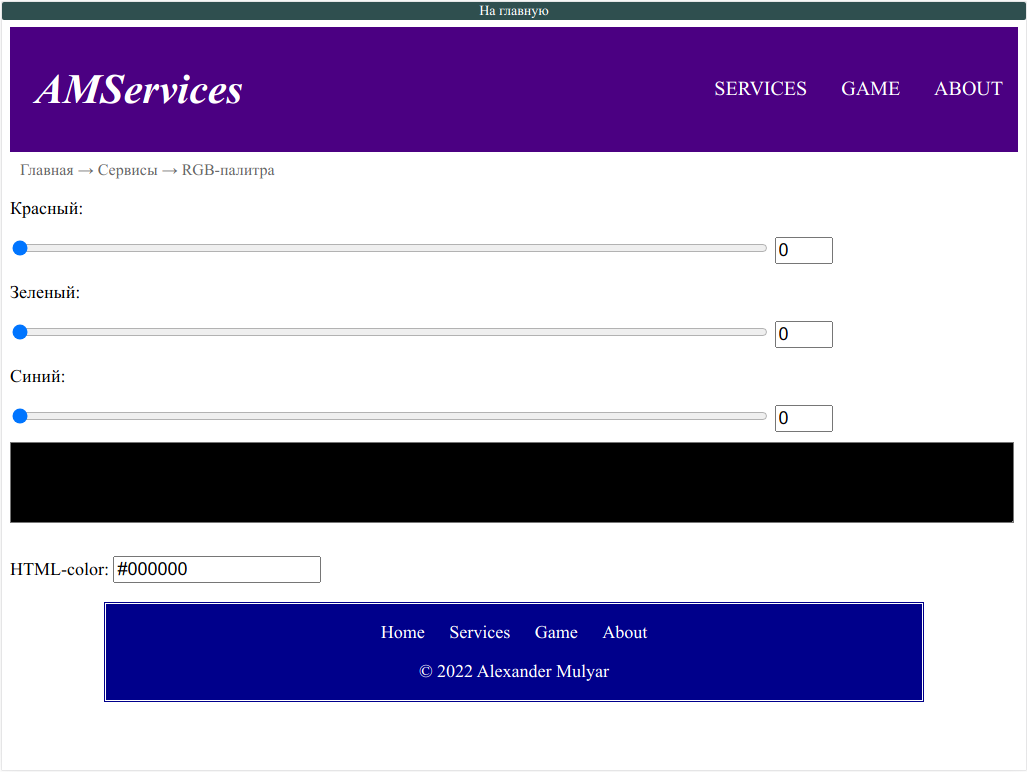 На главную
AMServices
SERVICES GAME ABOUT
Главная → Сервисы → RGB-палитра
Красный:
0
Зеленый:
0
Синий:
0
HTML-color: #000000
Home Services Game About
© 2022 Alexander Mulyar